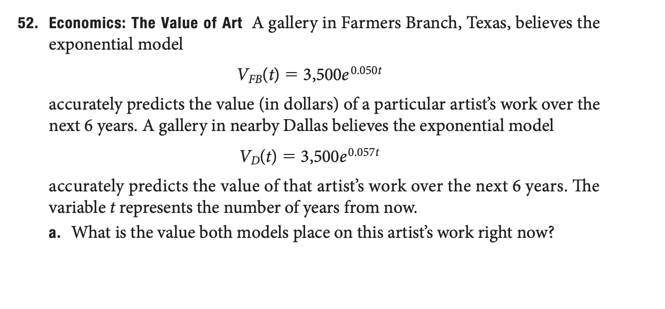 52. Economics: The Value of Art A gallery in Farmers Branch, Texas, believes the
exponential model
V_FB(t) = 3,500e^0.050t
accurately predicts the value (in dollars) of a particular artist's work over the
next 6 years. A gallery in nearby Dallas believes the exponential model
V_D(t) = 3,500e^0.057t
accurately predicts the value of that artist's work over the next 6 years. The
variable t represents the number of years from now.
a. What is the value both models place on this artist's work right now?